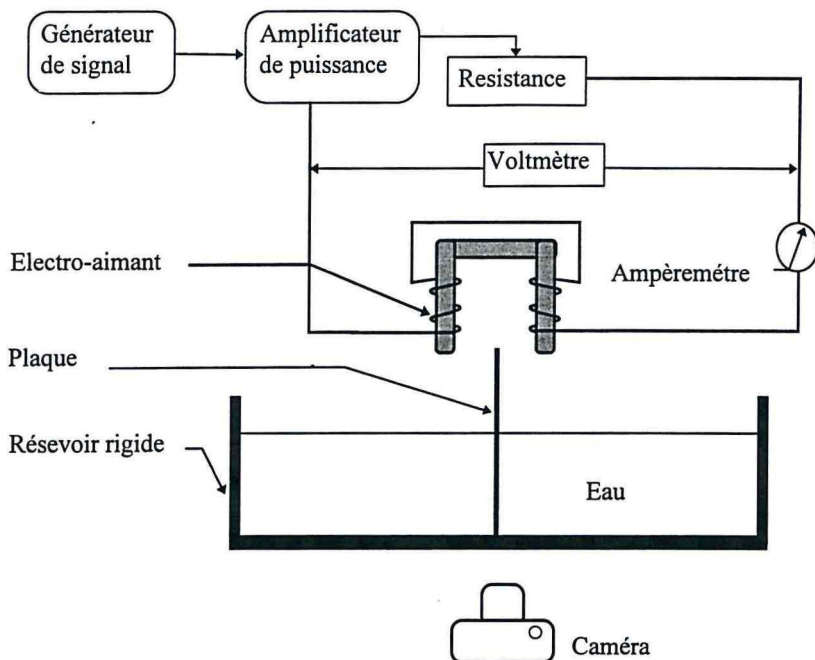 Générateur
de signal
Amplificateur
de puissance
Resistance
Voltmètre
Electro-aimant
Ampèremétre
Plaque
Résevoir rigide
Eau
Caméra